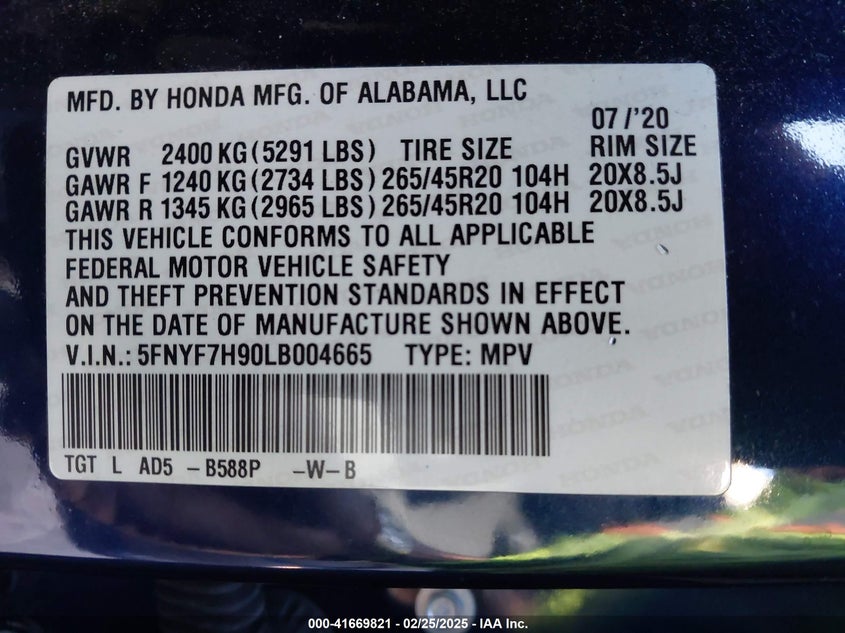 MFD. BY HONDA MFG. OF ALABAMA, LLC
07/'20
GVWR 2400 KG (5291 LBS) TIRE SIZE RIM SIZE
GAWR F 1240 KG (2734 LBS) 265/45R20 104H 20X8.5J
GAWR R 1345 KG (2965 LBS) 265/45R20 104H 20X8.5J
THIS VEHICLE CONFORMS TO ALL APPLICABLE
FEDERAL MOTOR VEHICLE SAFETY
AND THEFT PREVENTION STANDARDS IN EFFECT
ON THE DATE OF MANUFACTURE SHOWN ABOVE.
V.I.N.: 5FNYF7H90LB004665 TYPE: MPV
TGT L AD5 -B588P -W-B
000-41669821 - 02/25/2025 - IAA Inc.